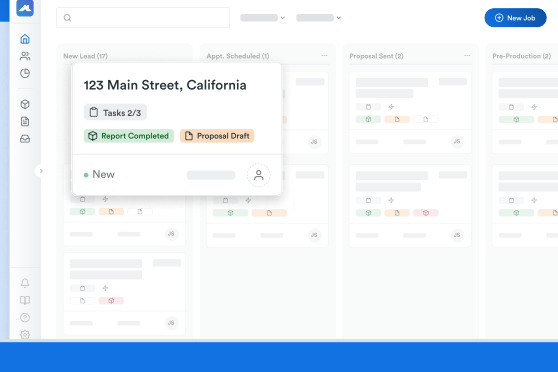 New Job
New Lead (17)
Appt. Scheduled (1)
Proposal Sent (2)
Pre-Production (2)
123 Main Street, California
Tasks 2/3
Report Completed
Proposal Draft
New
JS
JS
JS
JS
JS
JS